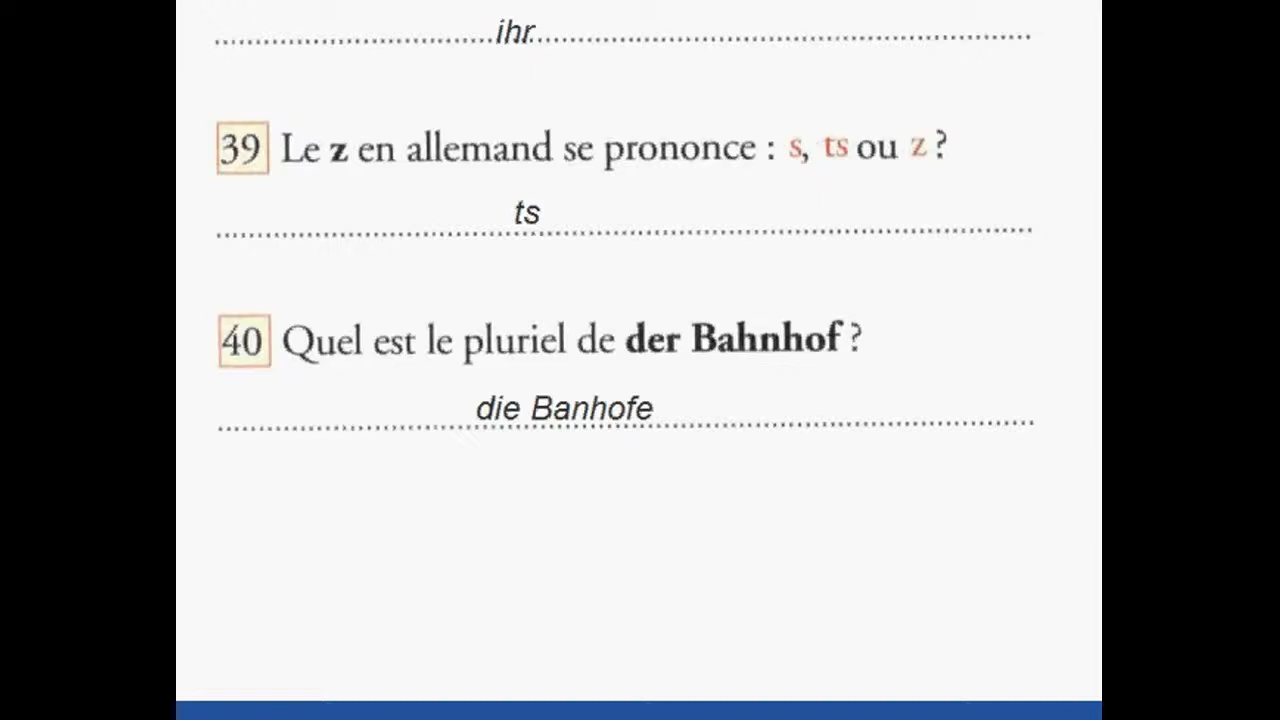 ihr
39 Le z en allemand se prononce : s, ts ou z ?
ts
40 Quel est le pluriel de der Bahnhof ?
die Banhofe